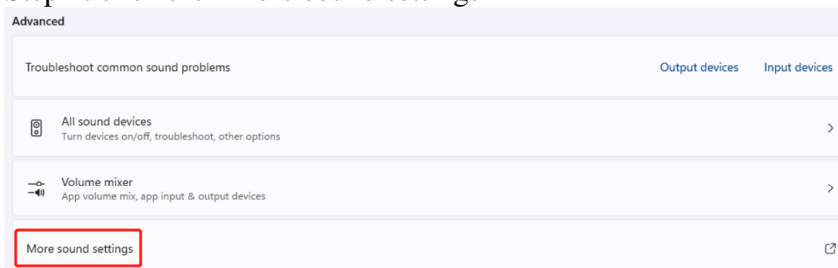 Advanced
Troubleshoot common sound problems Output devices Input devices
All sound devices
Turn devices on/off, troubleshoot, other options
Volume mixer
App volume mix, app input & output devices
More sound settings